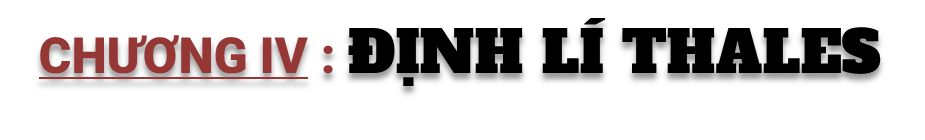 CHƯƠNG IV : ĐỊNH LÍ THALES